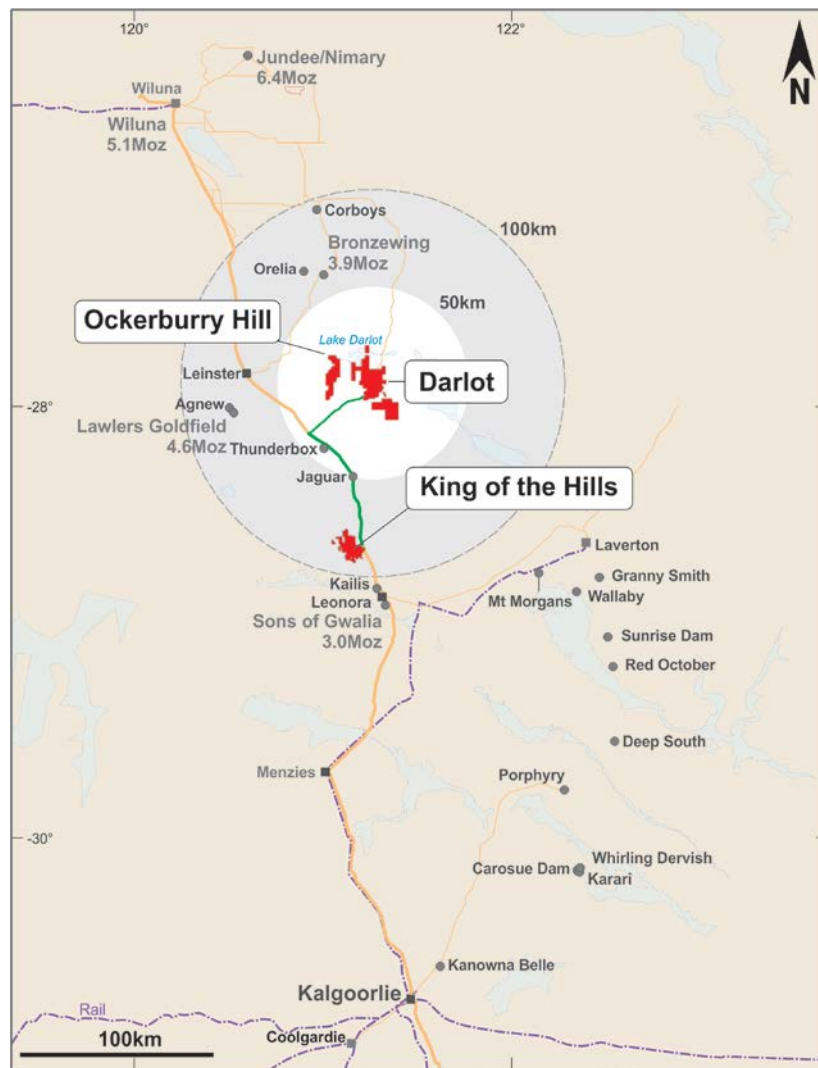 120°
122°
Jundee/Nimary
6.4Moz
N
Wiluna
Wiluna
5.1Moz
Corboys
100km
Bronzewing
3.9Moz
Orelia
50km
Ockerburry Hill
Lake Darlot
Leinster
Darlot
-28°
Agnew
Lawlers Goldfield
4.6Moz
Thunderbox
Jaguar
King of the Hills
Laverton
Kailis
Leonora
Mt Morgans
Granny Smith
Wallaby
Sons of Gwalia
3.0Moz
Sunrise Dam
Red October
Deep South
Menzies
Porphyry
-30°
Whirling Dervish
Carosue Dam
Karari
Kanowna Belle
Kalgoorlie
Rail
100km
Coolgardie